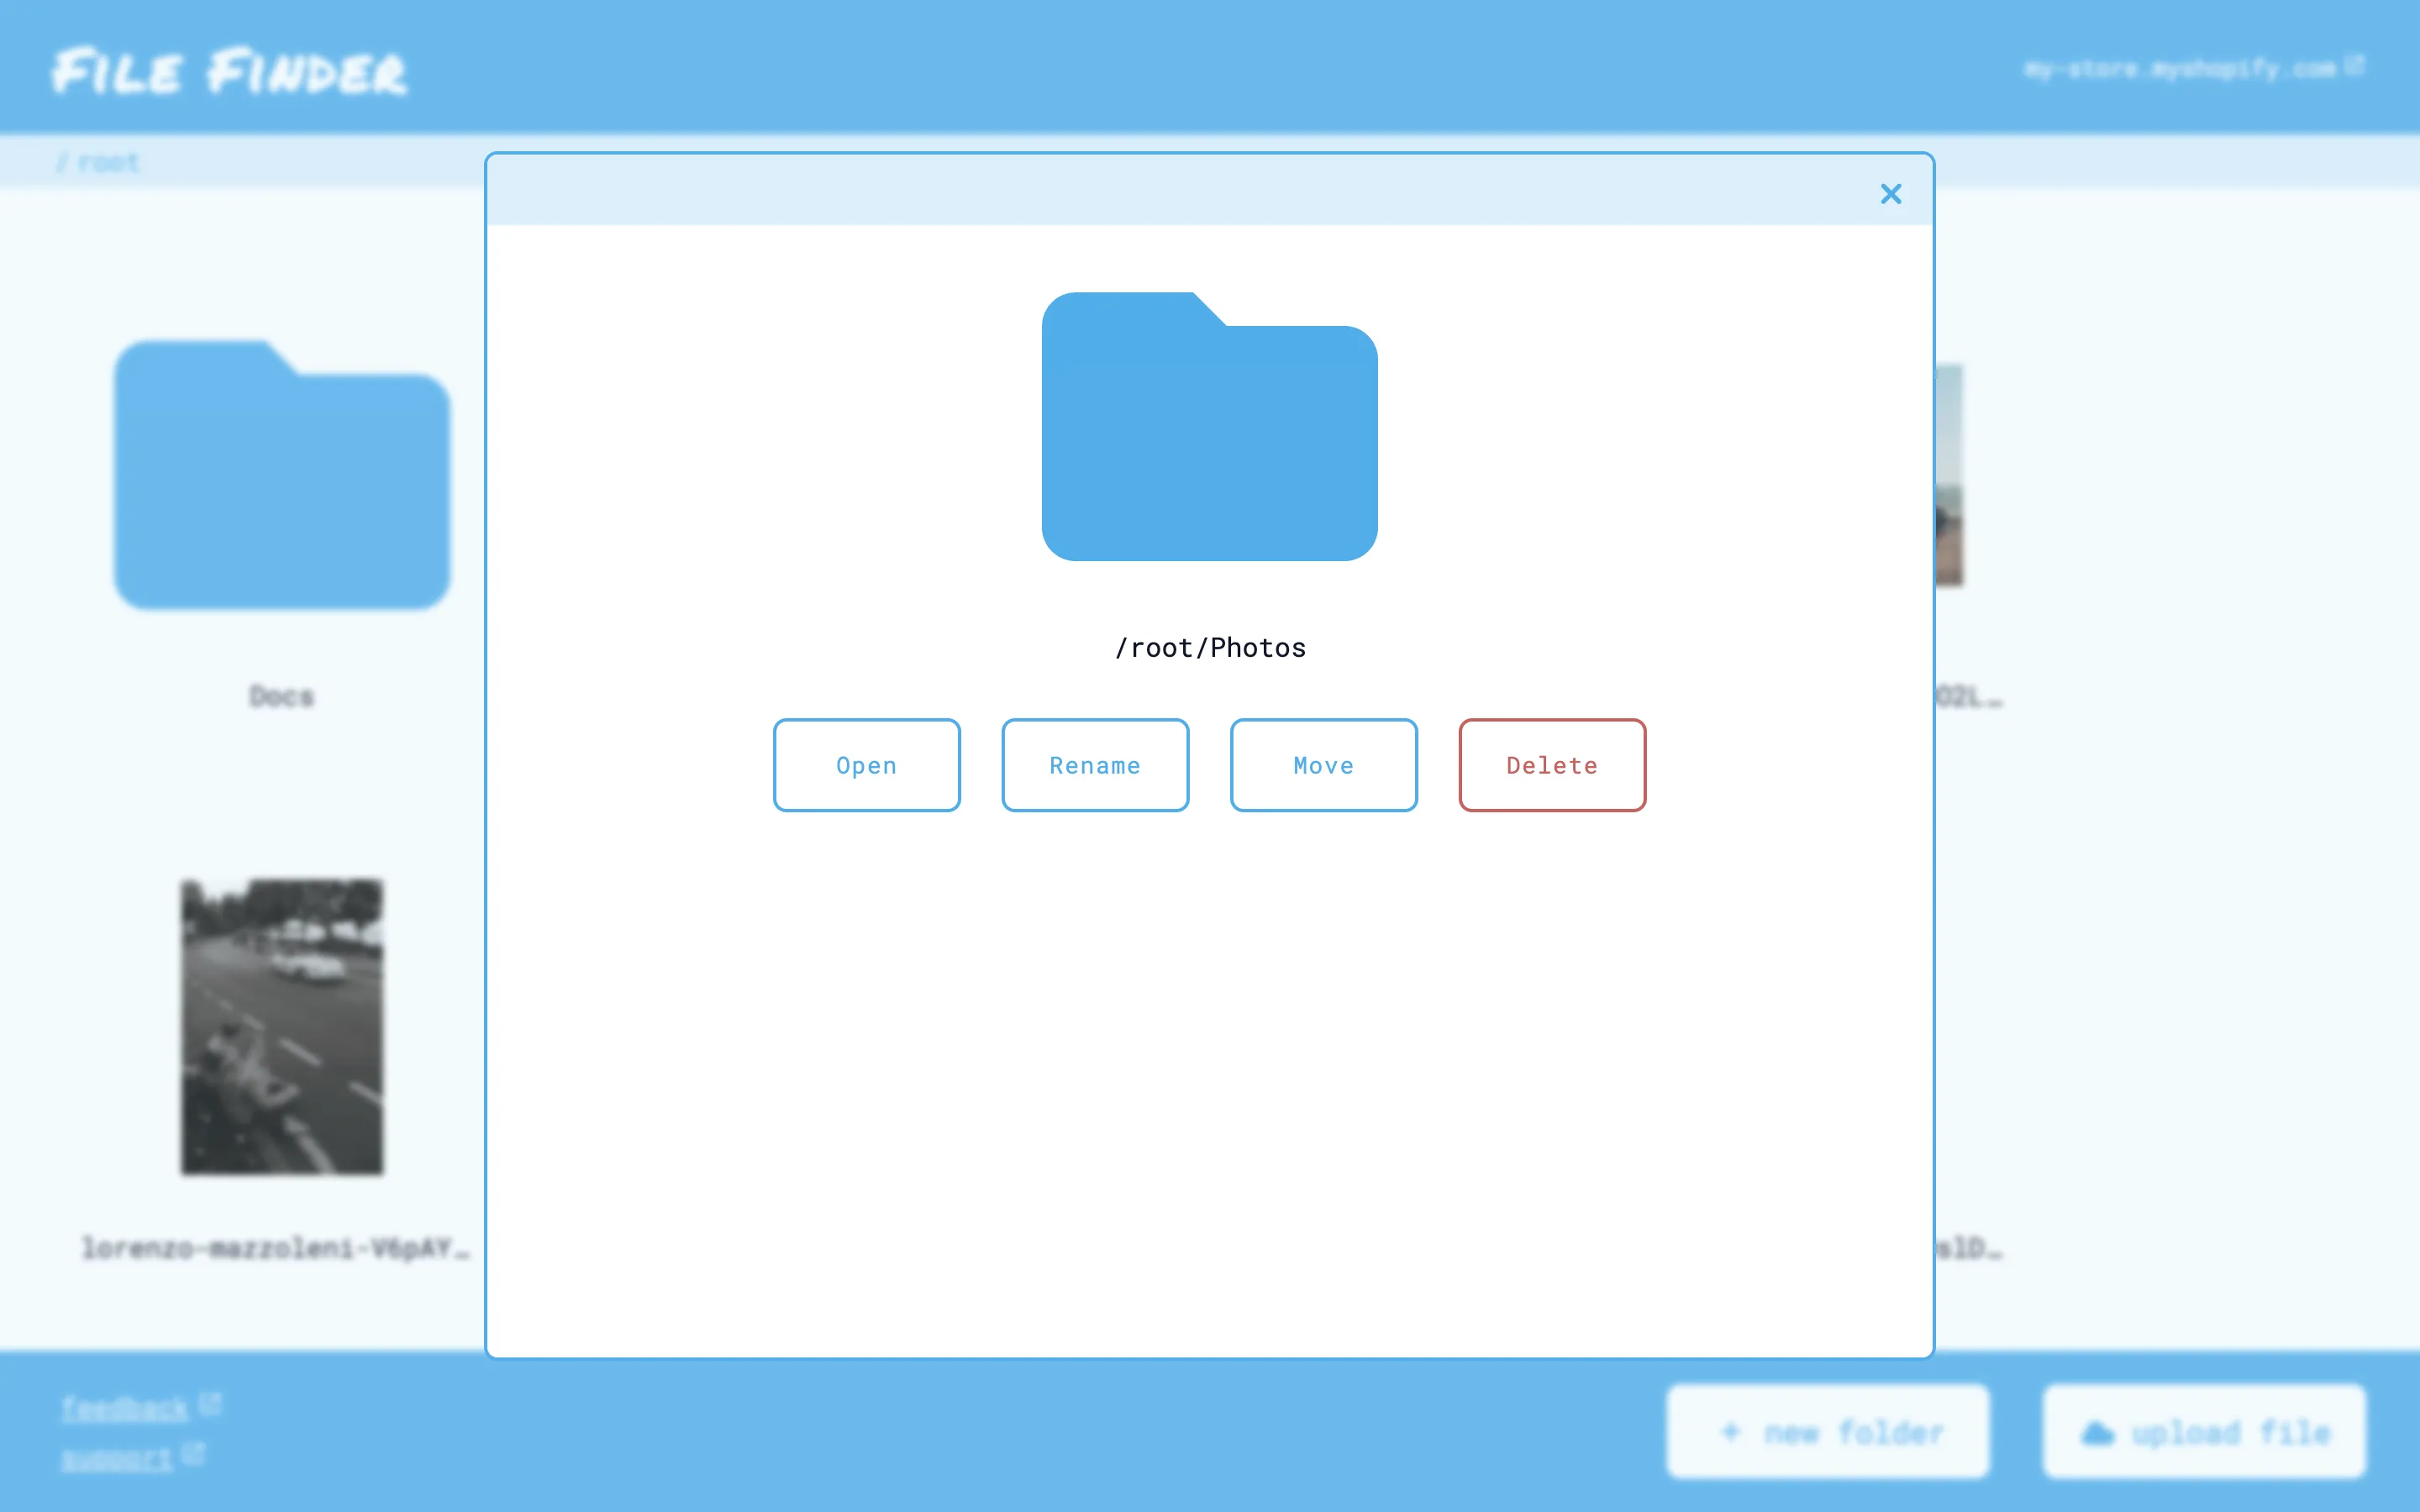 File Finder
my-store.myshopify.com
/ root
/root/Photos
Docs
O2L…
Open
Rename
Move
Delete
lorenzo-mazzoleni-V6pAY…
slD…
feedback
support
+ new folder
upload file